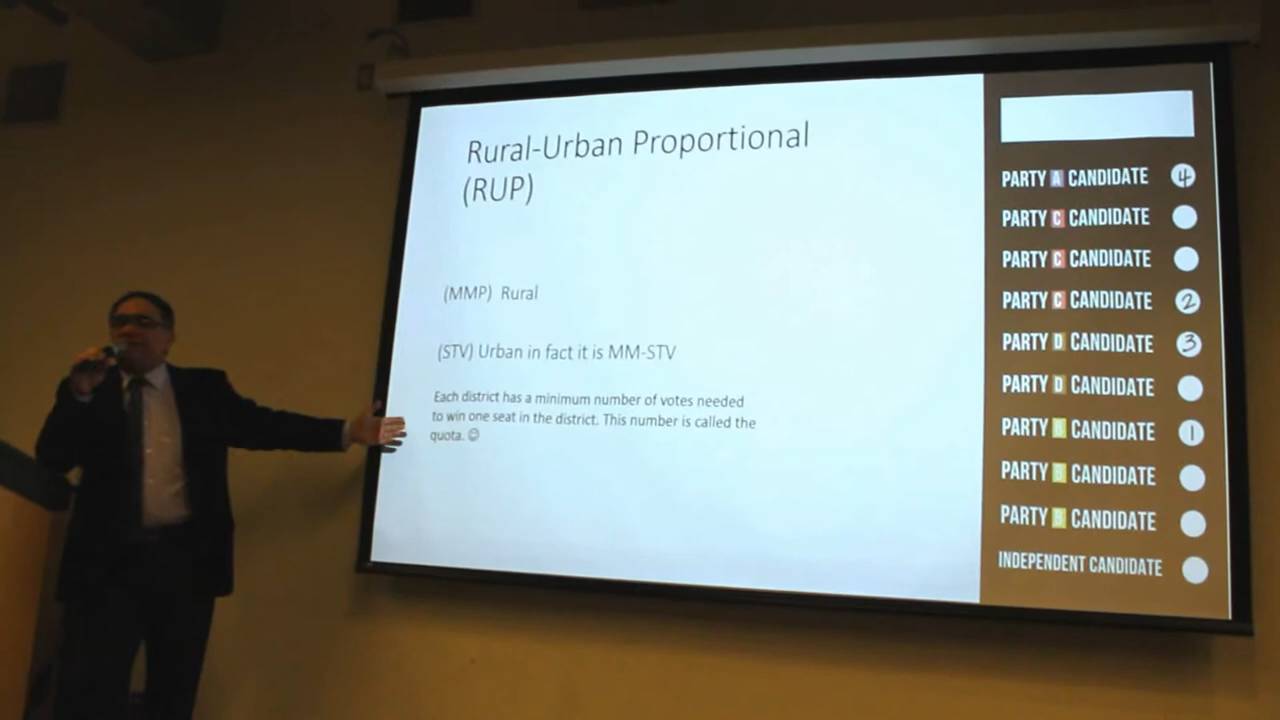 Rural-Urban Proportional
(RUP)
(MMP) Rural
(STV) Urban in fact it is MM-STV
Each district has a minimum number of votes needed
to win one seat in the district. This number is called the
quota. ☺
PARTY A CANDIDATE 4
PARTY C CANDIDATE
PARTY C CANDIDATE
PARTY C CANDIDATE 2
PARTY D CANDIDATE 3
PARTY D CANDIDATE
PARTY B CANDIDATE 1
PARTY B CANDIDATE
PARTY B CANDIDATE
INDEPENDENT CANDIDATE